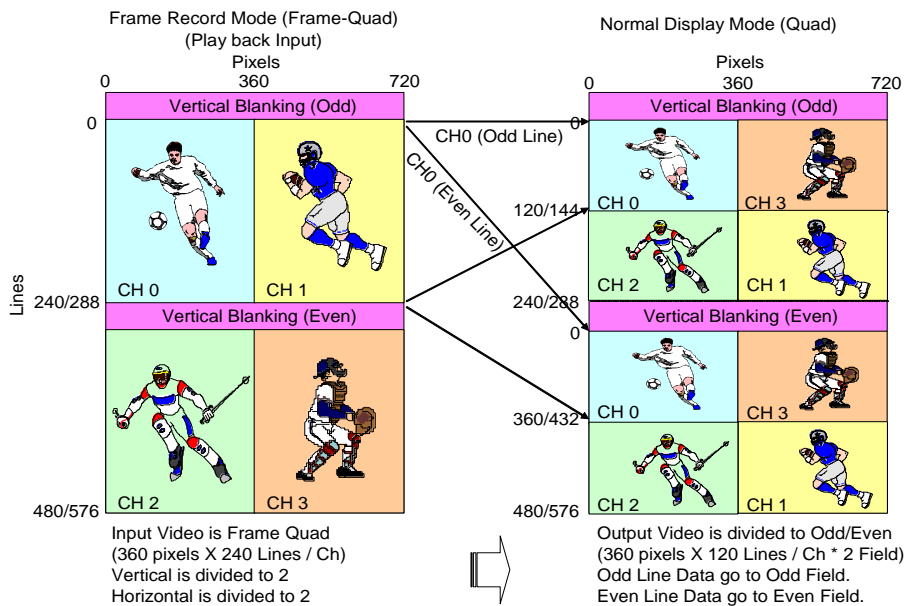 Frame Record Mode (Frame-Quad)
(Play back Input)
Pixels
0 360 720
Vertical Blanking (Odd)
0
CH 0
CH 1
Lines
240/288
Vertical Blanking (Even)
CH 2
CH 3
480/576
Input Video is Frame Quad
(360 pixels X 240 Lines / Ch)
Vertical is divided to 2
Horizontal is divided to 2
CH0 (Odd Line)
CH0 (Even Line)
Normal Display Mode (Quad)
Pixels
0 360 720
Vertical Blanking (Odd)
0
CH 0
CH 3
120/144
CH 2
CH 1
240/288
Vertical Blanking (Even)
0
CH 0
CH 3
360/432
CH 2
CH 1
480/576
Output Video is divided to Odd/Even
(360 pixels X 120 Lines / Ch * 2 Field)
Odd Line Data go to Odd Field.
Even Line Data go to Even Field.